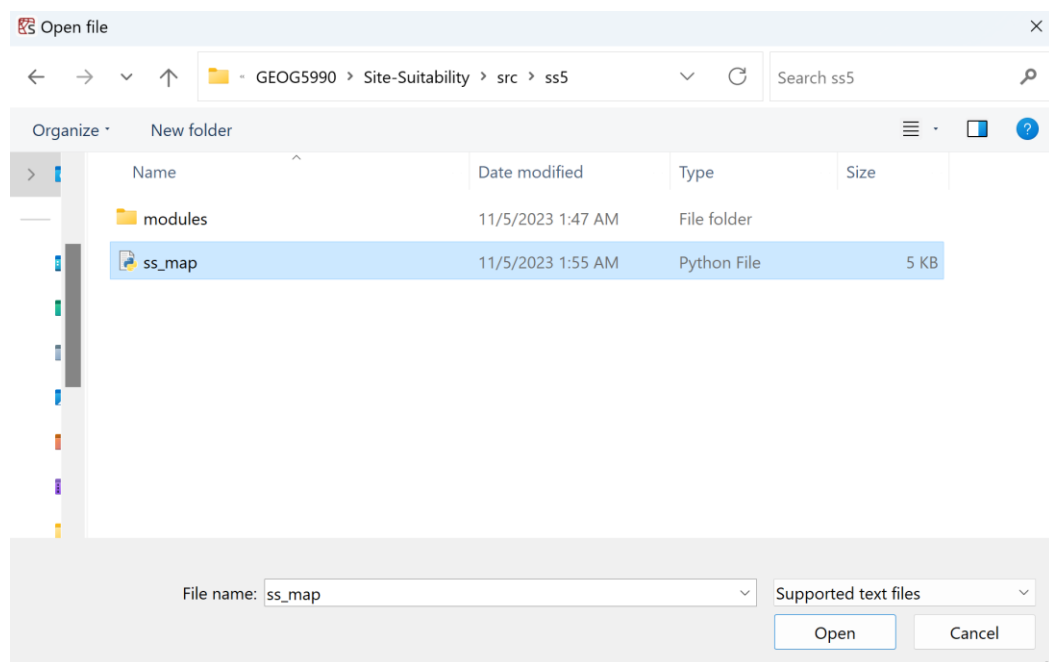 Open file
GEOG5990 > Site-Suitability > src > ss5
Search ss5
Organize
New folder
Name
Date modified
Type
Size
modules
11/5/2023 1:47 AM
File folder
ss_map
11/5/2023 1:55 AM
Python File
5 KB
File name:
ss_map
Supported text files
Open
Cancel